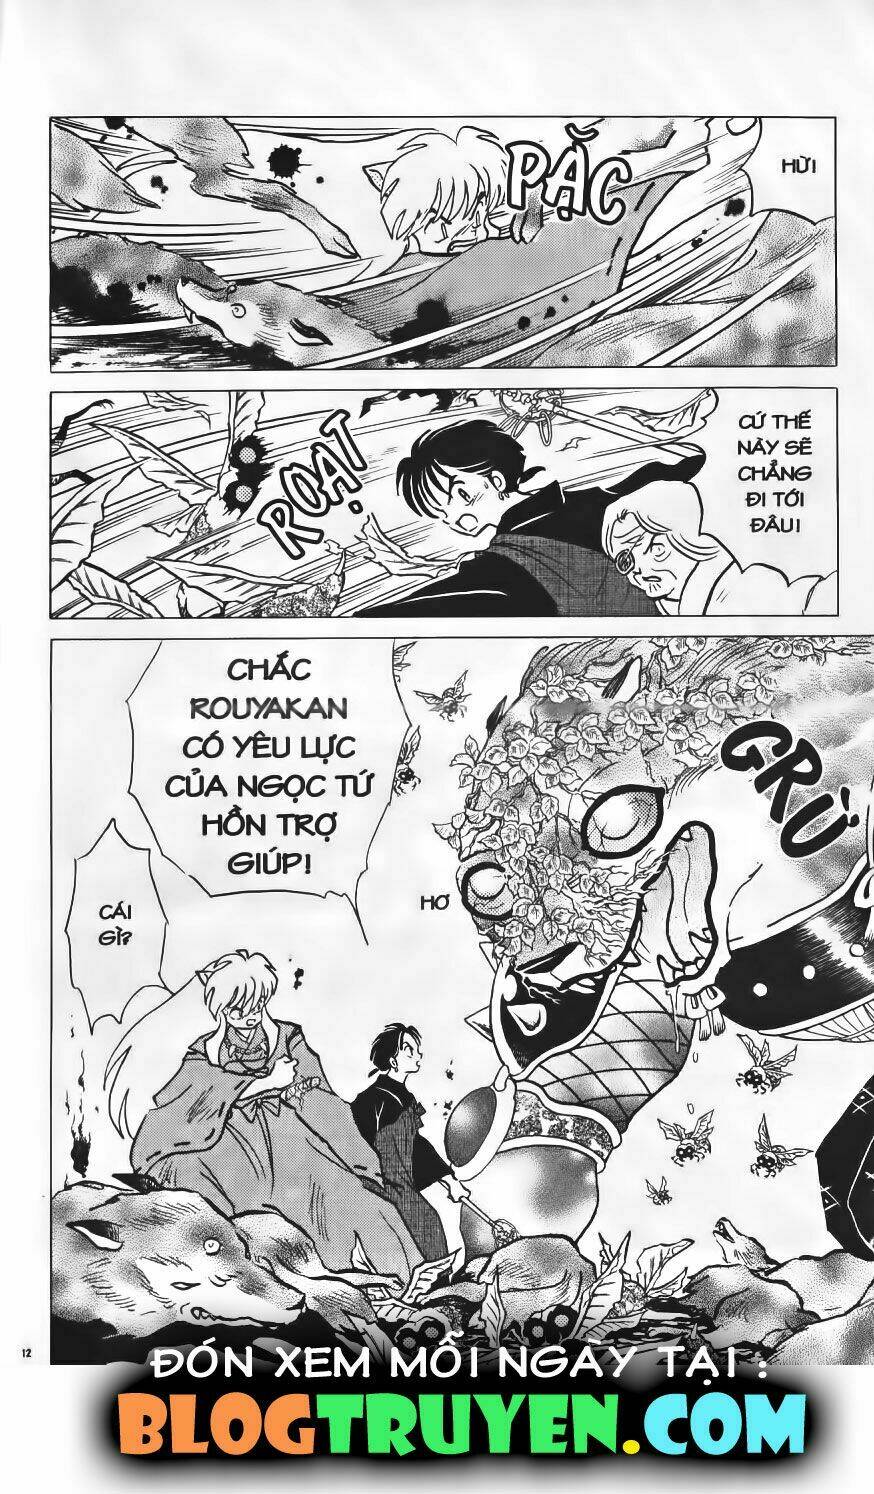 PẶC
HỪ!
ROẠT
CỨ THẾ
NÀY SẼ
CHẲNG
ĐI TỚI
ĐÂU!
CHẮC
ROUYAKAN
CÓ YÊU LỰC
CỦA NGỌC TỨ
HỒN TRỢ
GIÚP!
GRỪ
HƠ
CÁI
GÌ?
12
ĐÓN XEM MỖI NGÀY TẠI :
BLOGTRUYEN.COM